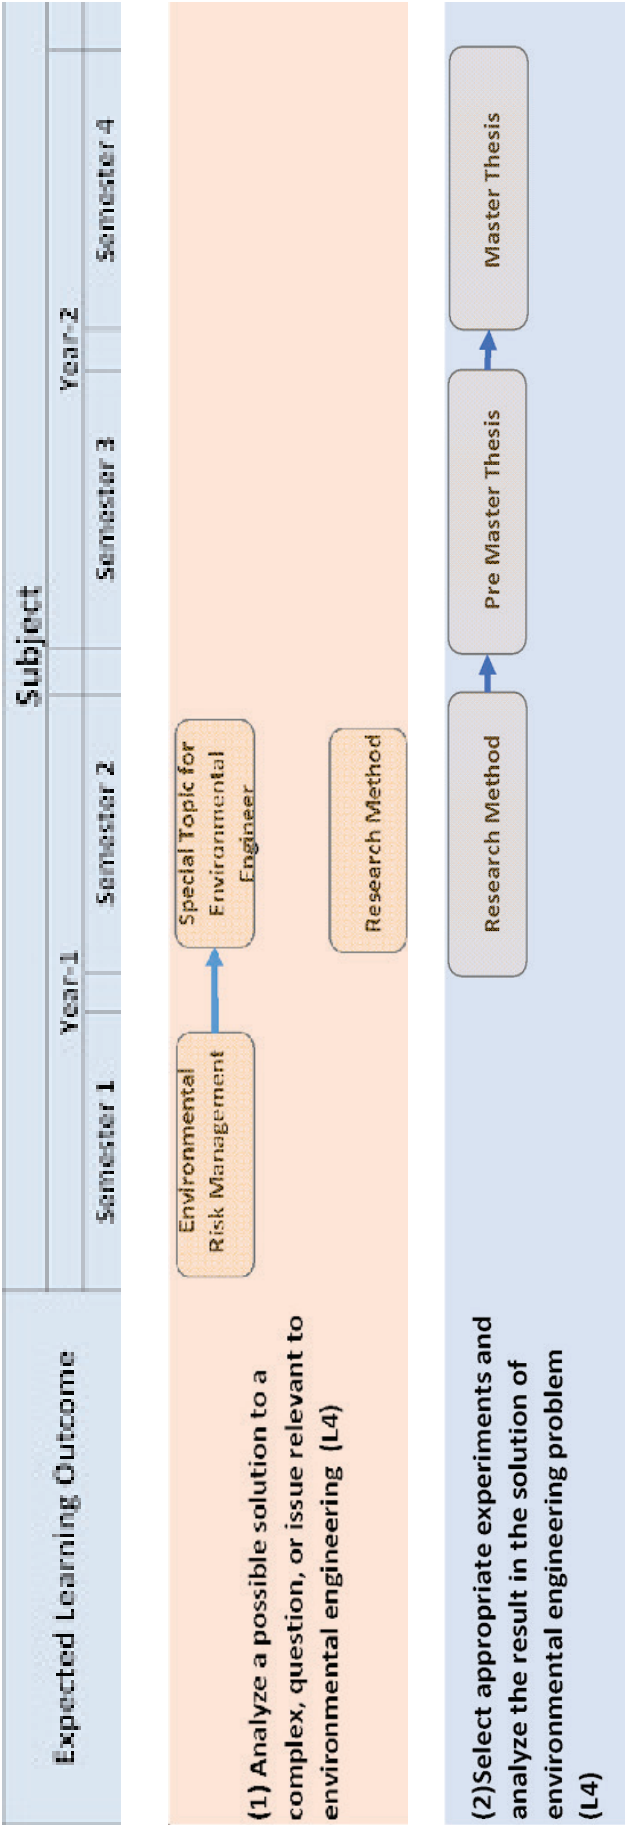 Expected Learning Outcome
Subject
Year-1
Year-2
Semester 1
Semester 2
Semester 3
Semester 4
(1) Analyze a possible solution to a
complex, question, or issue relevant to
environmental engineering (L4)
Environmental
Risk Management
Special Topic for
Environmental
Engineer
Research Method
(2)Select appropriate experiments and
analyze the result in the solution of
environmental engineering problem
(L4)
Research Method
Pre Master Thesis
Master Thesis